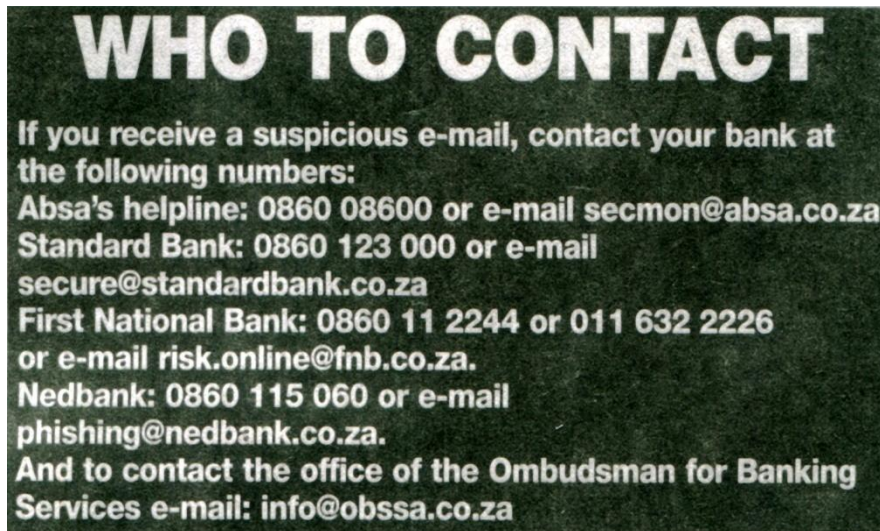 WHO TO CONTACT
If you receive a suspicious e-mail, contact your bank at
the following numbers:
Absa's helpline: 0860 08600 or e-mail secmon@absa.co.za
Standard Bank: 0860 123 000 or e-mail
secure@standardbank.co.za
First National Bank: 0860 11 2244 or 011 632 2226
or e-mail risk.online@fnb.co.za.
Nedbank: 0860 115 060 or e-mail
phishing@nedbank.co.za.
And to contact the office of the Ombudsman for Banking
Services e-mail: info@obssa.co.za